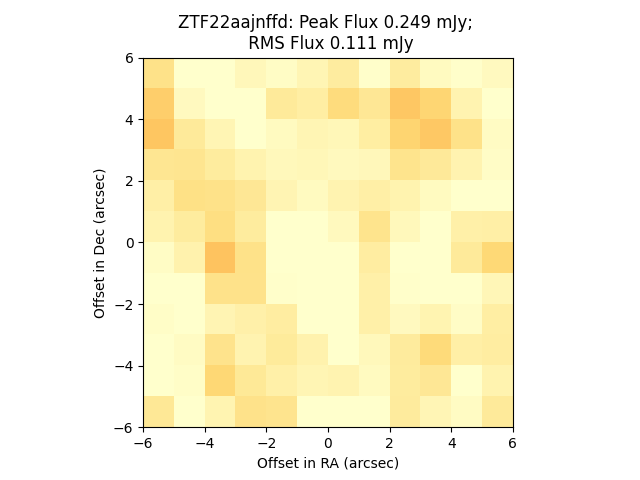 ZTF22aajnffd: Peak Flux 0.249 mJy;
RMS Flux 0.111 mJy
6
4
2
0
−2
−4
−6
Offset in Dec (arcsec)
−6 −4 −2 0 2 4 6
Offset in RA (arcsec)